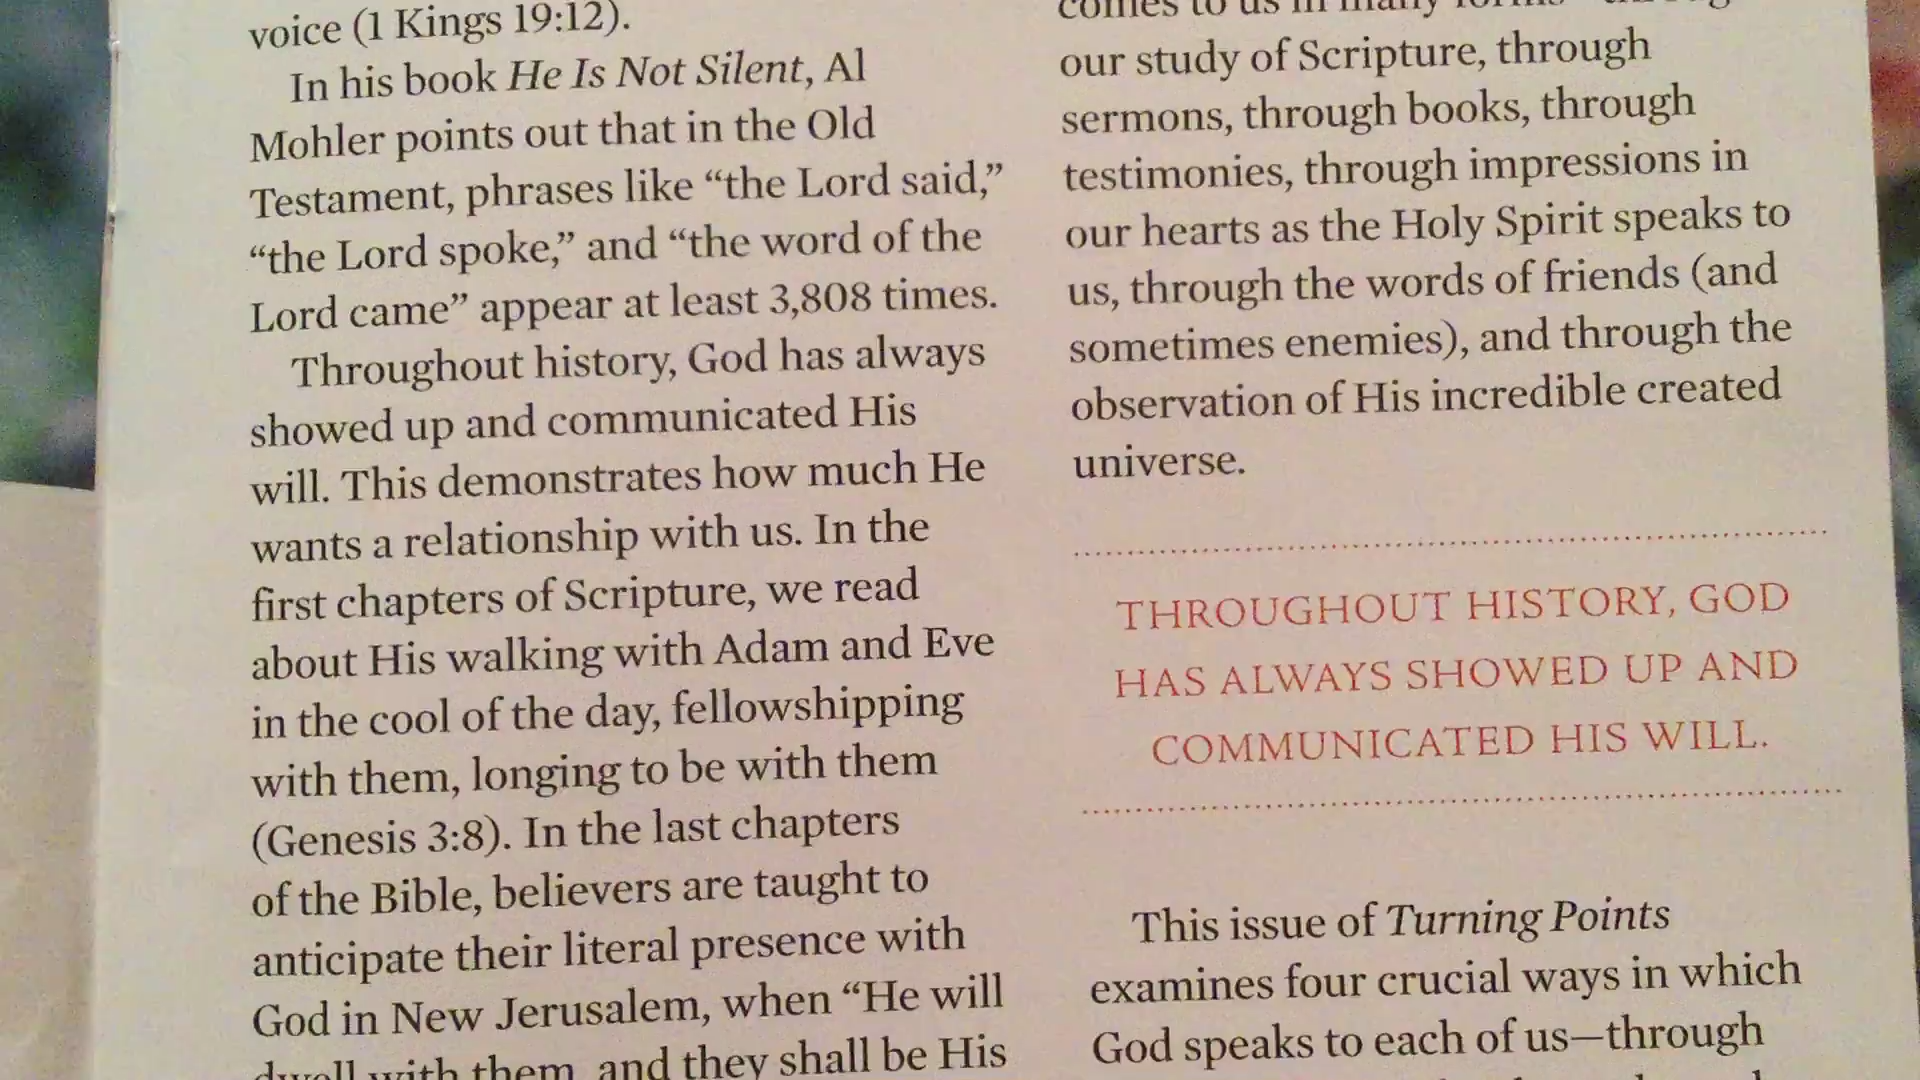 voice (1 Kings 19:12).
In his book He Is Not Silent, Al
Mohler points out that in the Old
Testament, phrases like “the Lord said,”
“the Lord spoke,” and “the word of the
Lord came” appear at least 3,808 times.
Throughout history, God has always
showed up and communicated His
will. This demonstrates how much He
wants a relationship with us. In the
first chapters of Scripture, we read
about His walking with Adam and Eve
in the cool of the day, fellowshipping
with them, longing to be with them
(Genesis 3:8). In the last chapters
of the Bible, believers are taught to
anticipate their literal presence with
God in New Jerusalem, when “He will
dwell with them, and they shall be His
comes to us in many forms
our study of Scripture, through
sermons, through books, through
testimonies, through impressions in
our hearts as the Holy Spirit speaks to
us, through the words of friends (and
sometimes enemies), and through the
observation of His incredible created
universe.
THROUGHOUT HISTORY, GOD
HAS ALWAYS SHOWED UP AND
COMMUNICATED HIS WILL.
This issue of Turning Points
examines four crucial ways in which
God speaks to each of us—through